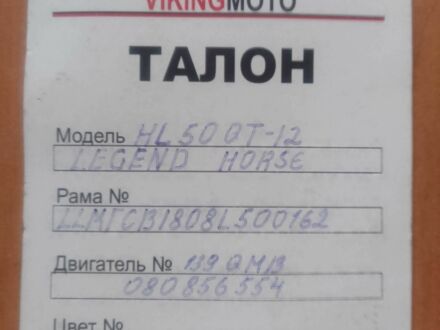 VIKINGMOTO
ТАЛОН
Модель HL50QT-12
LEGEND HORSE
Рама №
LLMTCB1808L500162
Двигатель № 139QMB
080856554
Цвет №